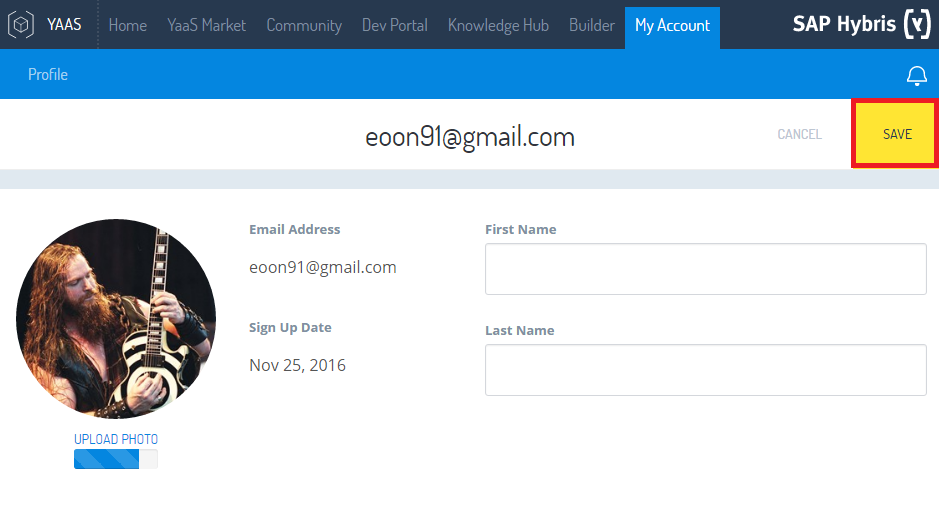 YAAS Home YaaS Market Community Dev Portal Knowledge Hub Builder My Account SAP Hybris
Profile
eoon91@gmail.com CANCEL SAVE
Email Address First Name
eoon91@gmail.com
Sign Up Date Last Name
Nov 25, 2016
UPLOAD PHOTO